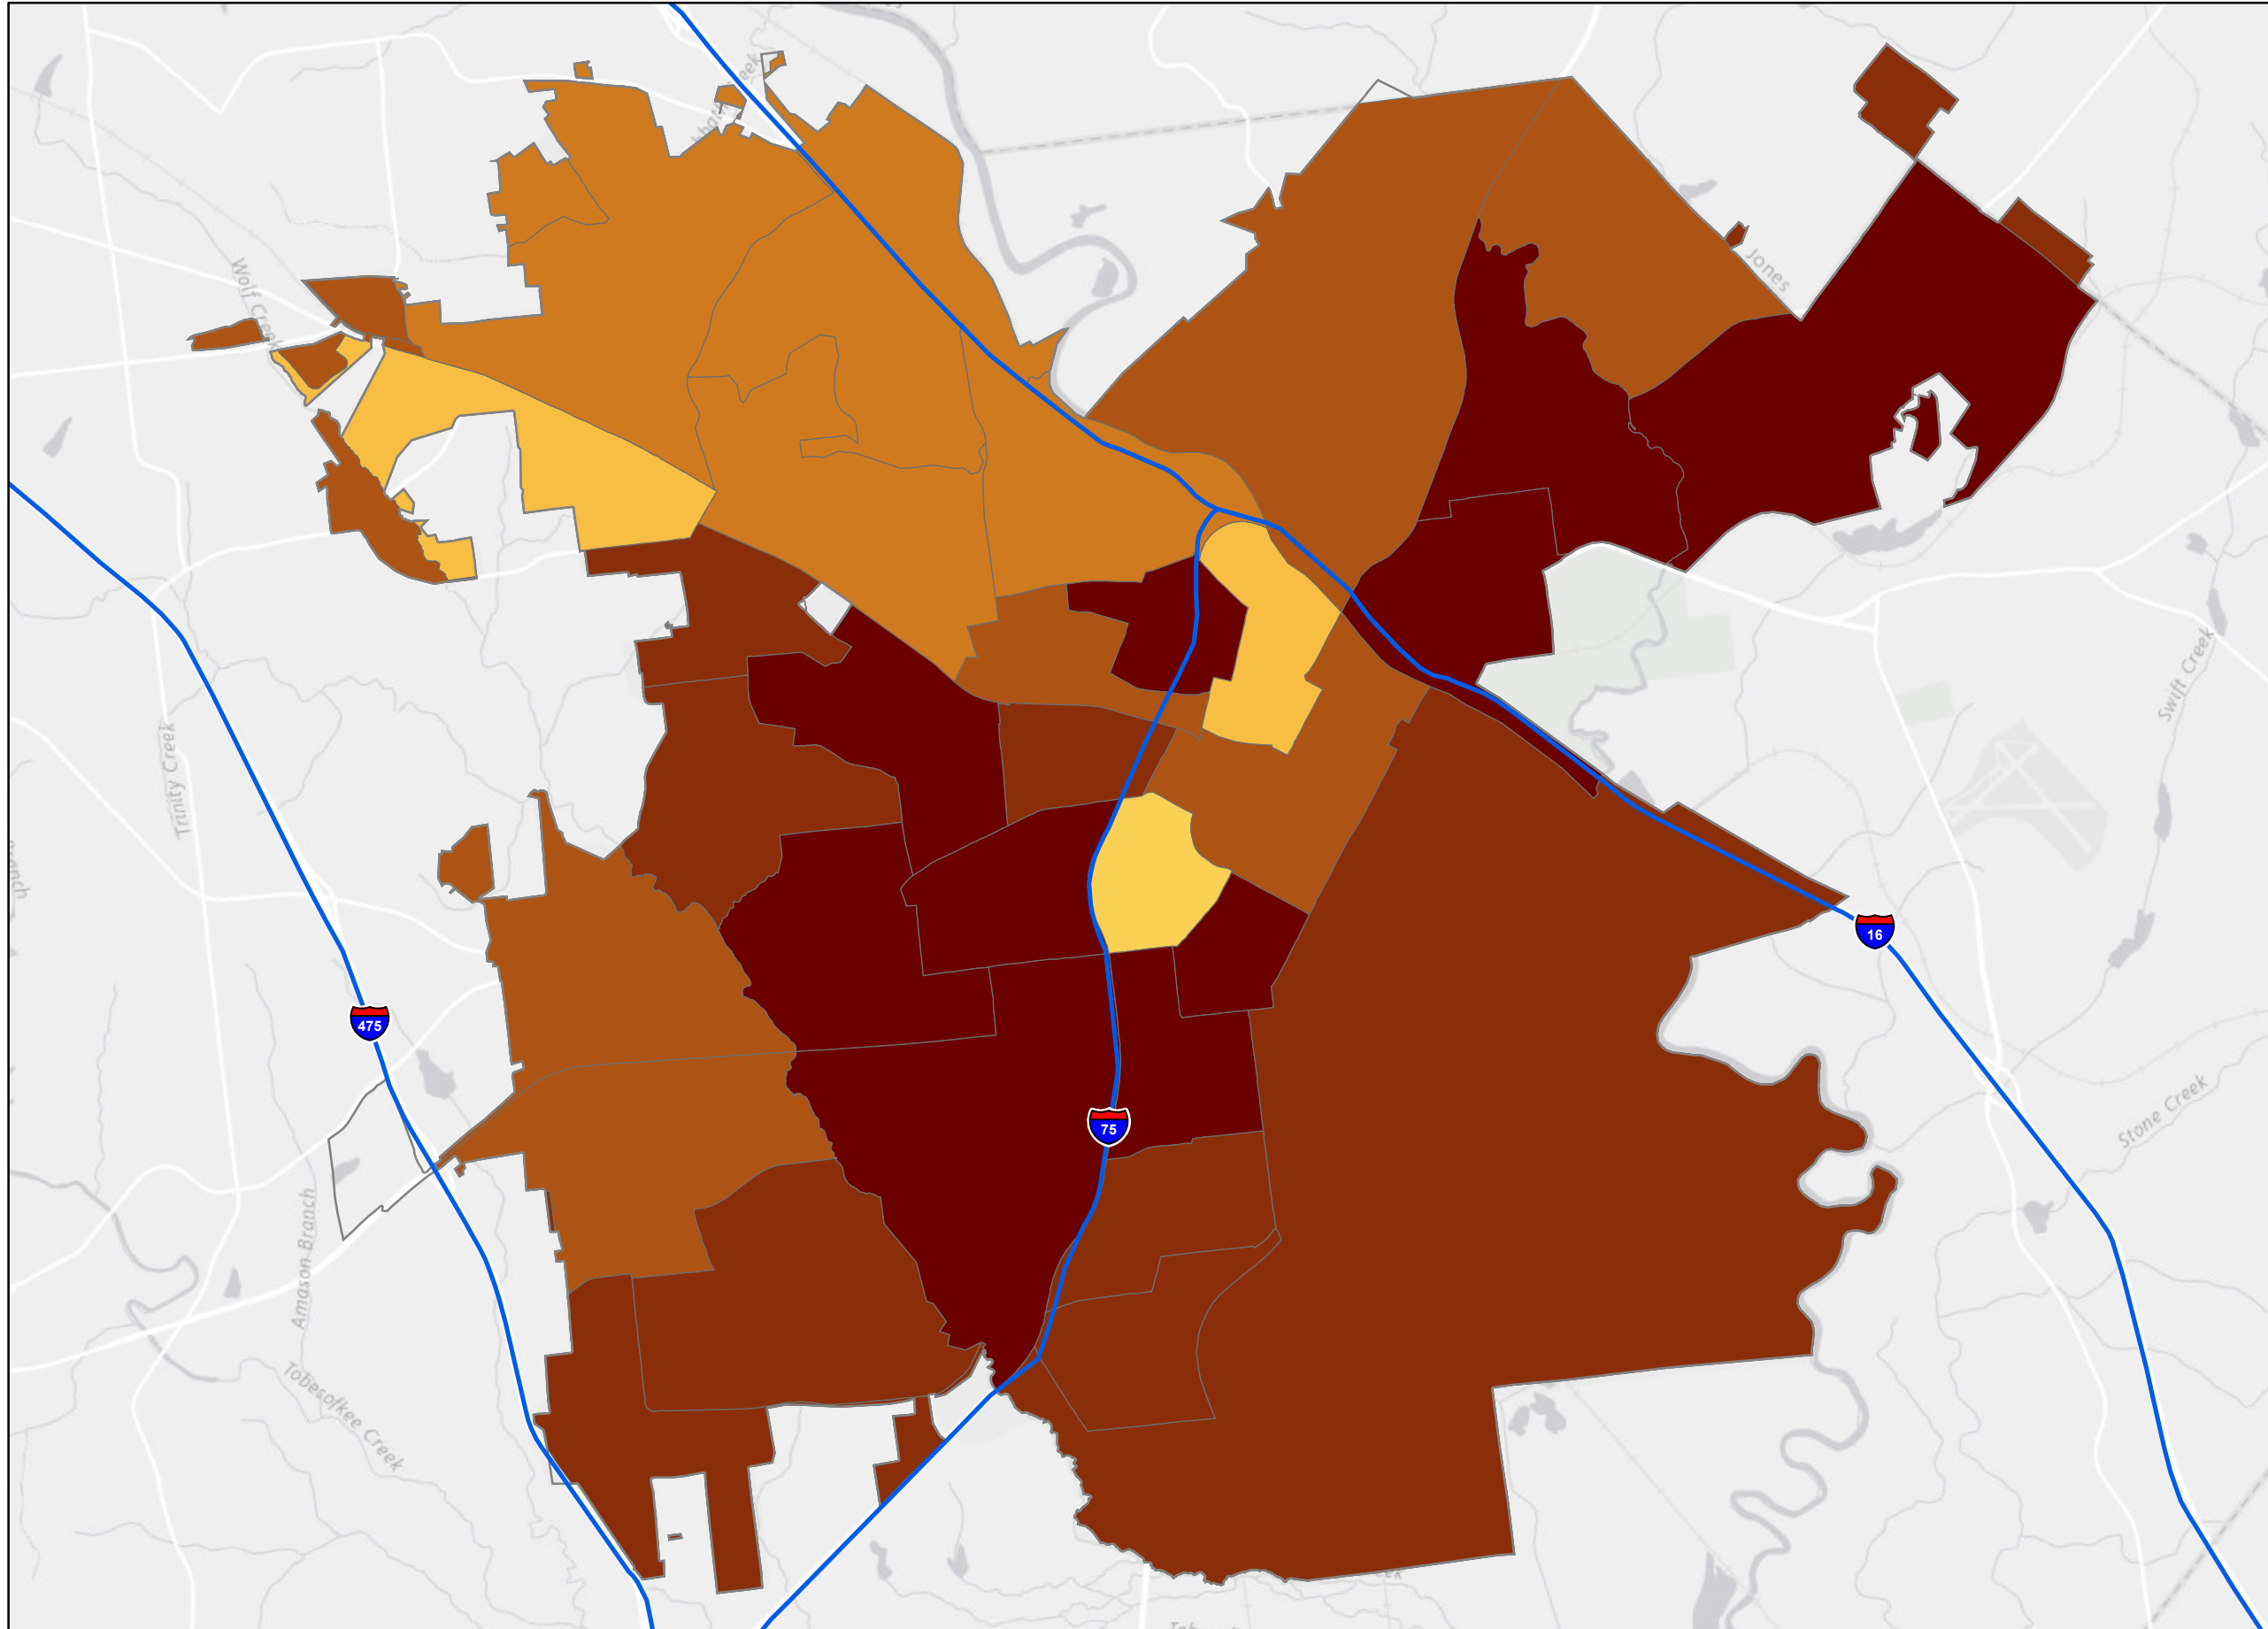 Wolf Creek
Jones
Swift Creek
Trinity Creek
16
475
75
Stone Creek
Amason Branch
Tobesofkee Creek